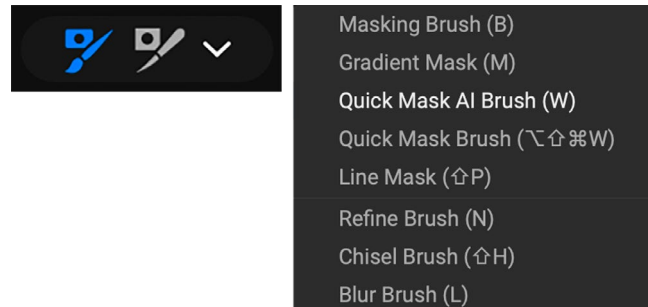 Masking Brush (B)
Gradient Mask (M)
Quick Mask AI Brush (W)
Quick Mask Brush (⌥⇧⌘W)
Line Mask (⇧P)
Refine Brush (N)
Chisel Brush (⇧H)
Blur Brush (L)